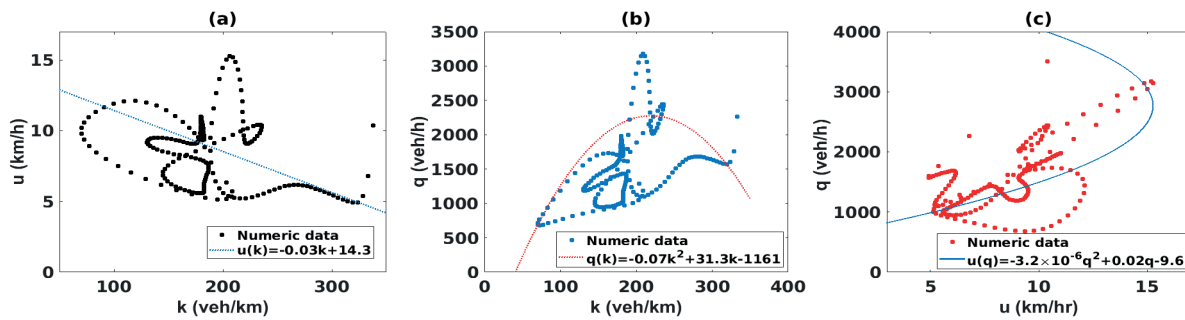 (a)
u (km/h)
15
10
5
0
100
200
300
k (veh/km)
Numeric data
u(k)=-0.03k+14.3
(b)
q (veh/h)
3500
3000
2500
2000
1500
1000
500
0
0
100
200
300
400
k (veh/km)
Numeric data
q(k)=-0.07k²+31.3k-1161
(c)
q (veh/h)
4000
3000
2000
1000
0
5
10
15
u (km/hr)
Numeric data
u(q)=-3.2×10⁻⁶q²+0.02q-9.6